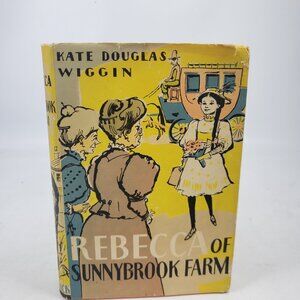 KATE DOUGLAS
WIGGIN
REBECCA OF
SUNNYBROOK FARM